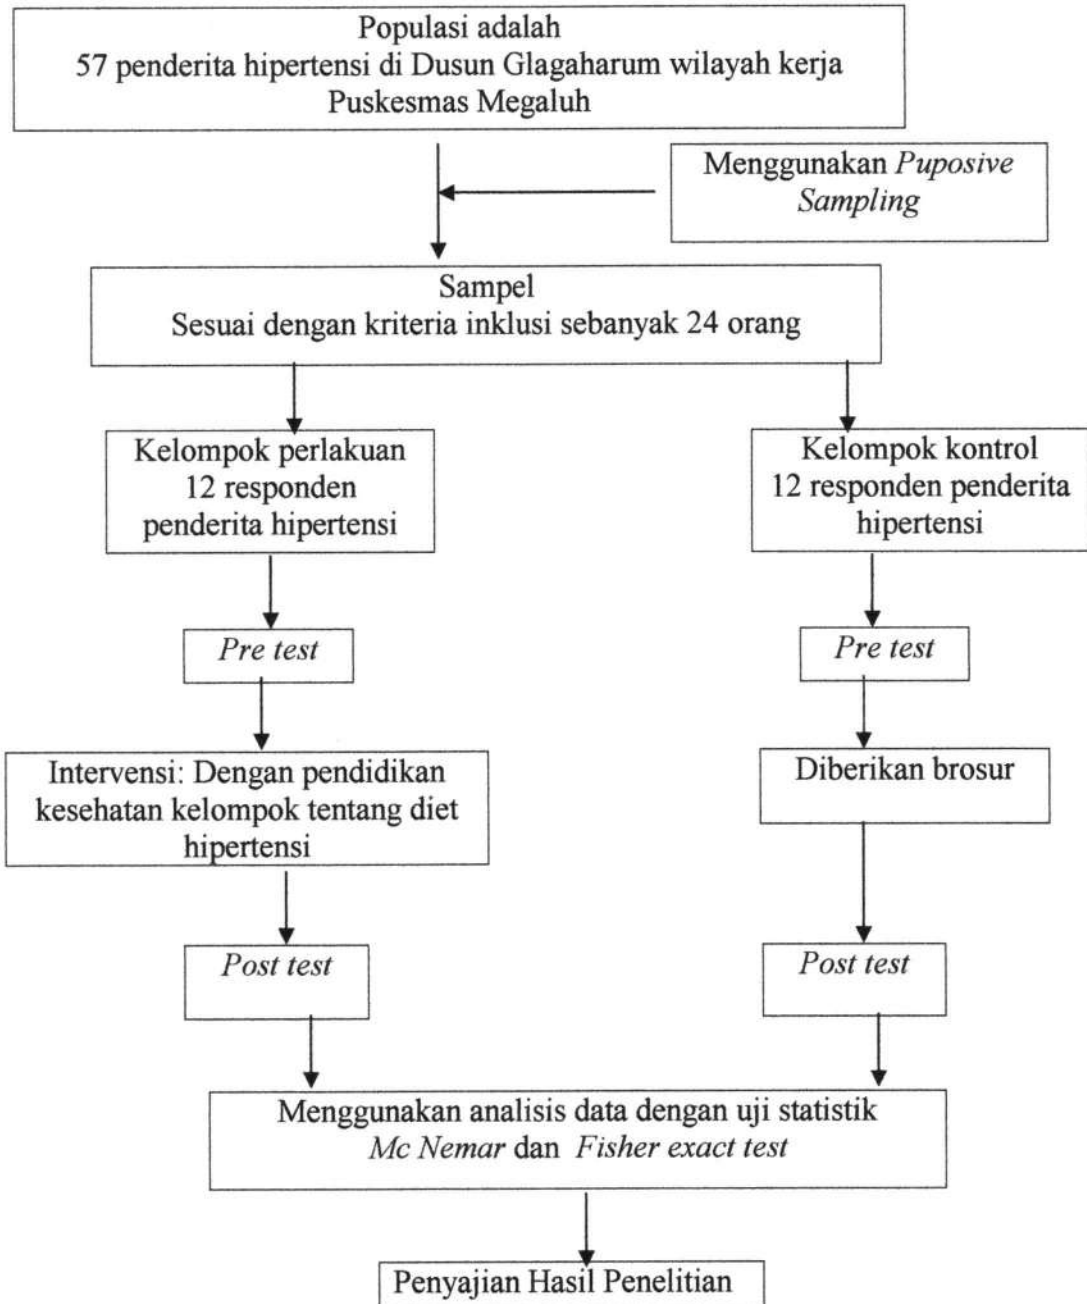 Populasi adalah
57 penderita hipertensi di Dusun Glagaharum wilayah kerja
Puskesmas Megaluh
Menggunakan Puposive
Sampling
Sampel
Sesuai dengan kriteria inklusi sebanyak 24 orang
Kelompok perlakuan
12 responden
penderita hipertensi
Kelompok kontrol
12 responden penderita
hipertensi
Pre test
Pre test
Intervensi: Dengan pendidikan
kesehatan kelompok tentang diet
hipertensi
Diberikan brosur
Post test
Post test
Menggunakan analisis data dengan uji statistik
Mc Nemar dan Fisher exact test
Penyajian Hasil Penelitian